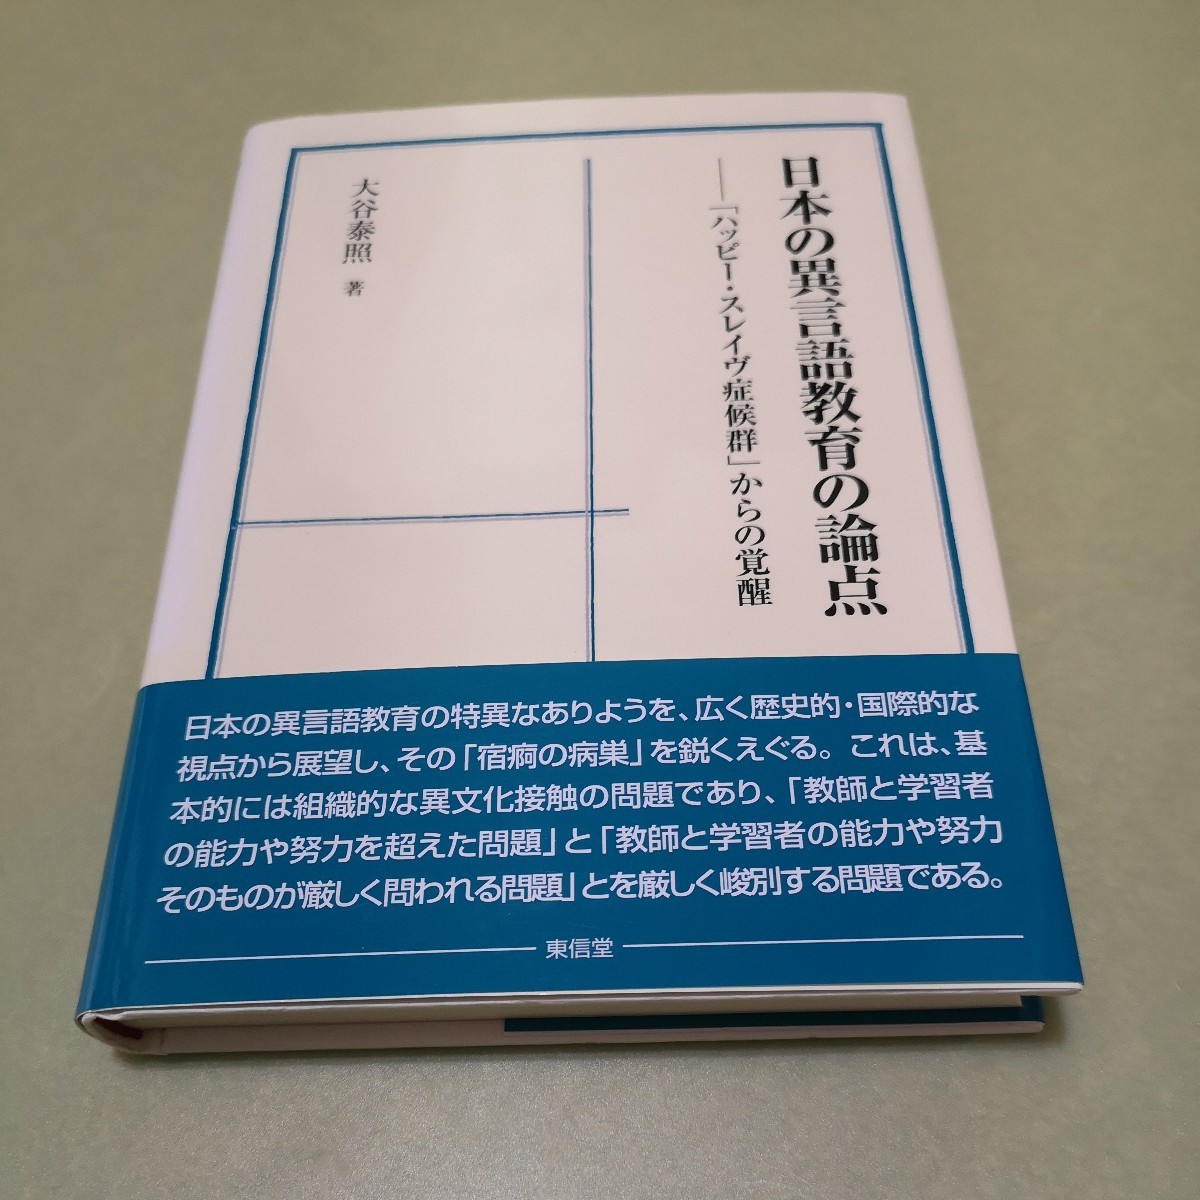 日本の異言語教育の論点
――「ハッピー・スレイヴ症候群」からの覚醒
大谷泰照 著
日本の異言語教育の特異なありようを、広く歴史的・国際的な
視点から展望し、その「宿痾の病巣」を鋭くえぐる。これは、基
本的には組織的な異文化接触の問題であり、「教師と学習者
の能力や努力を超えた問題」と「教師と学習者の能力や努力
そのものが厳しく問われる問題」とを厳しく峻別する問題である。
東信堂